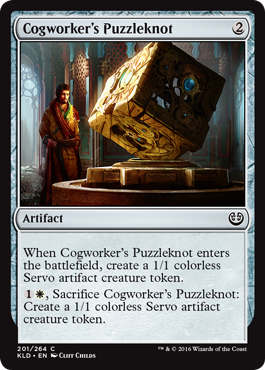 Cogworker's Puzzleknot 2
Artifact
When Cogworker's Puzzleknot enters
the battlefield, create a 1/1 colorless
Servo artifact creature token.
1, Sacrifice Cogworker's Puzzleknot:
Create a 1/1 colorless Servo artifact
creature token.
201/264 C
KLD • EN Cliff Childs
™ & © 2016 Wizards of the Coast